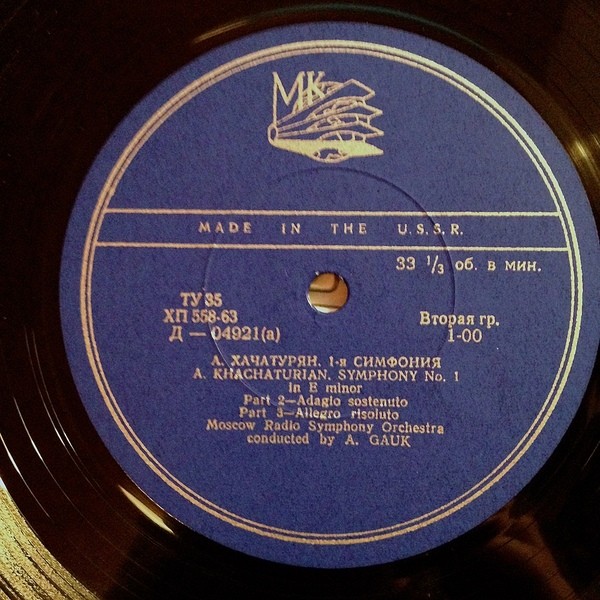 МК
MADE IN THE U.S.S.R.
33 1/3 об. в мин.
ТУ 35
ХП 558-63
Д — 04921(а)
Вторая гр.
1-00
А. ХАЧАТУРЯН. 1-я СИМФОНИЯ
A. KHACHATURIAN. SYMPHONY No. 1
in E minor
Part 2—Adagio sostenuto
Part 3—Allegro risoluto
Moscow Radio Symphony Orchestra
conducted by A. GAUK